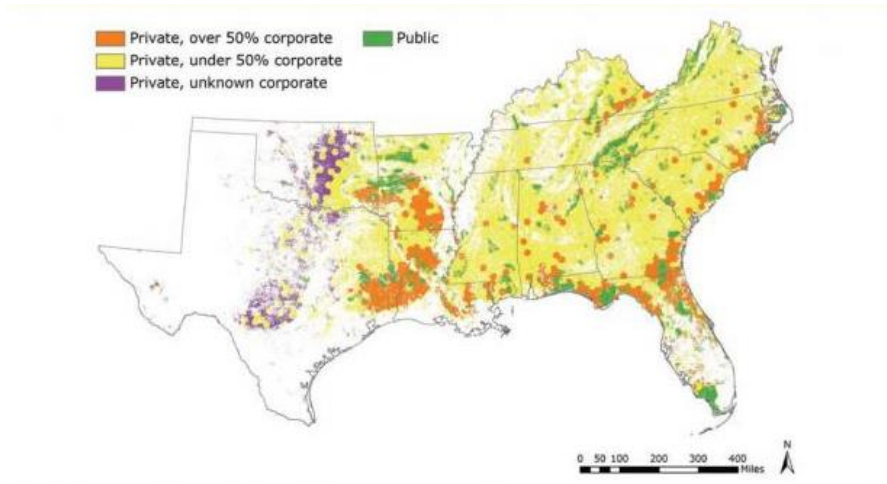 Private, over 50% corporate
Public
Private, under 50% corporate
Private, unknown corporate
N
0 50 100 200 300 400
Miles